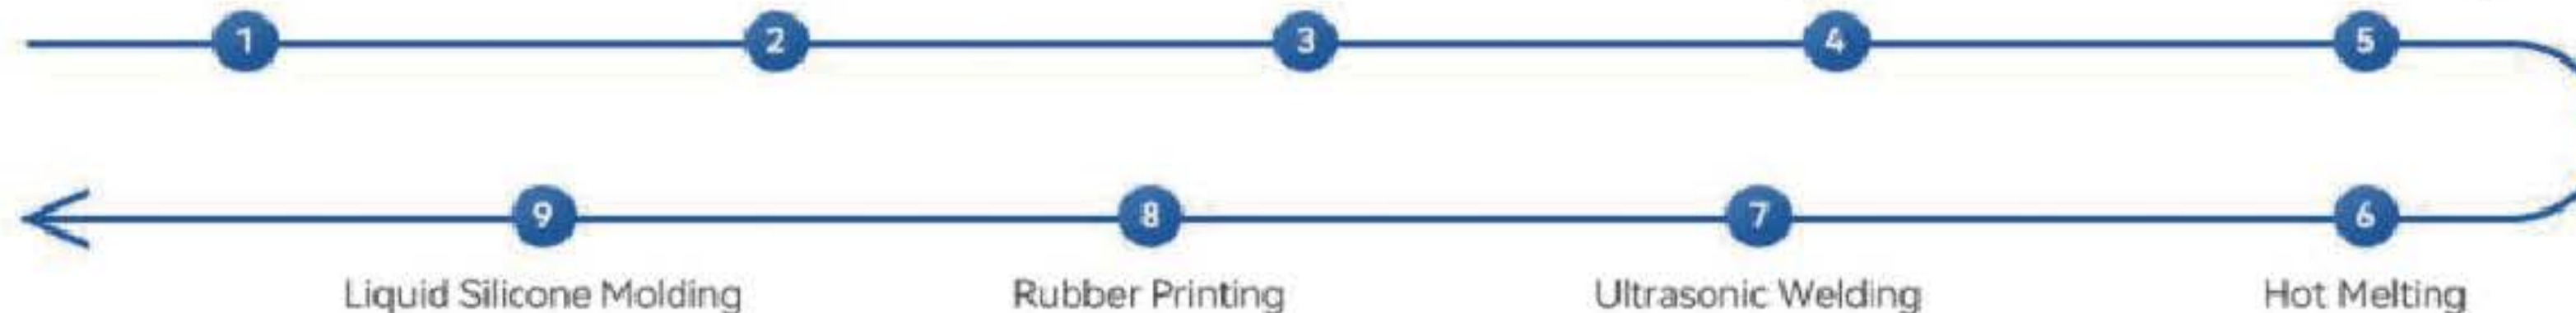 1 2 3 4 5
9 8 7 6
Liquid Silicone Molding Rubber Printing Ultrasonic Welding Hot Melting